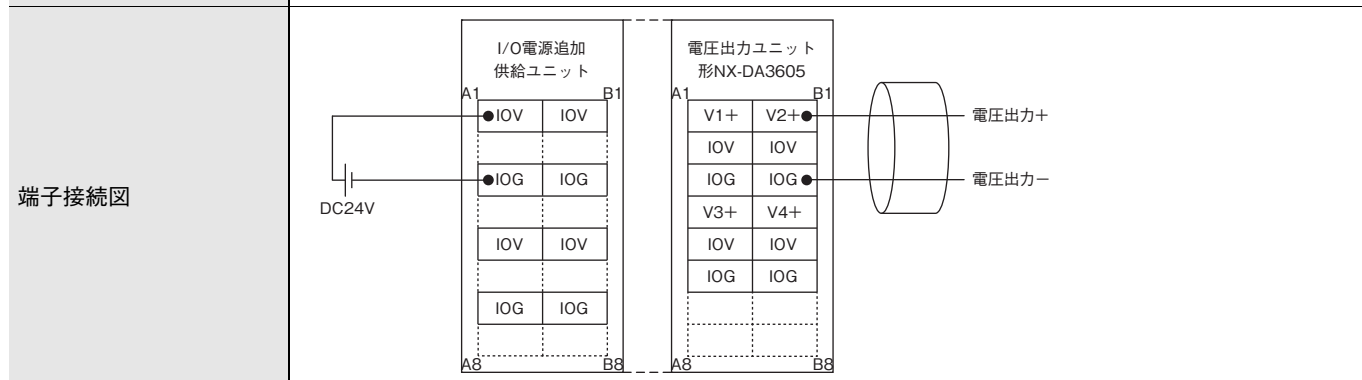 端子接続図
I/O電源追加
供給ユニット
A1 B1
IOV IOV
IOG IOG
IOV IOV
IOG IOG
A8 B8
DC24V
電圧出力ユニット
形NX-DA3605
A1 B1
V1+ V2+
IOV IOV
IOG IOG
V3+ V4+
IOV IOV
IOG IOG
A8 B8
電圧出力+
電圧出力-